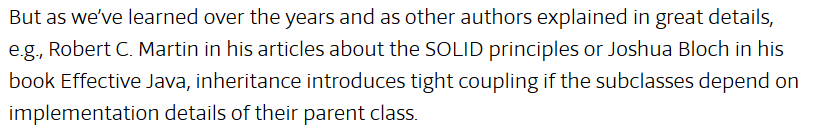 But as we’ve learned over the years and as other authors explained in great details,
e.g., Robert C. Martin in his articles about the SOLID principles or Joshua Bloch in his
book Effective Java, inheritance introduces tight coupling if the subclasses depend on
implementation details of their parent class.